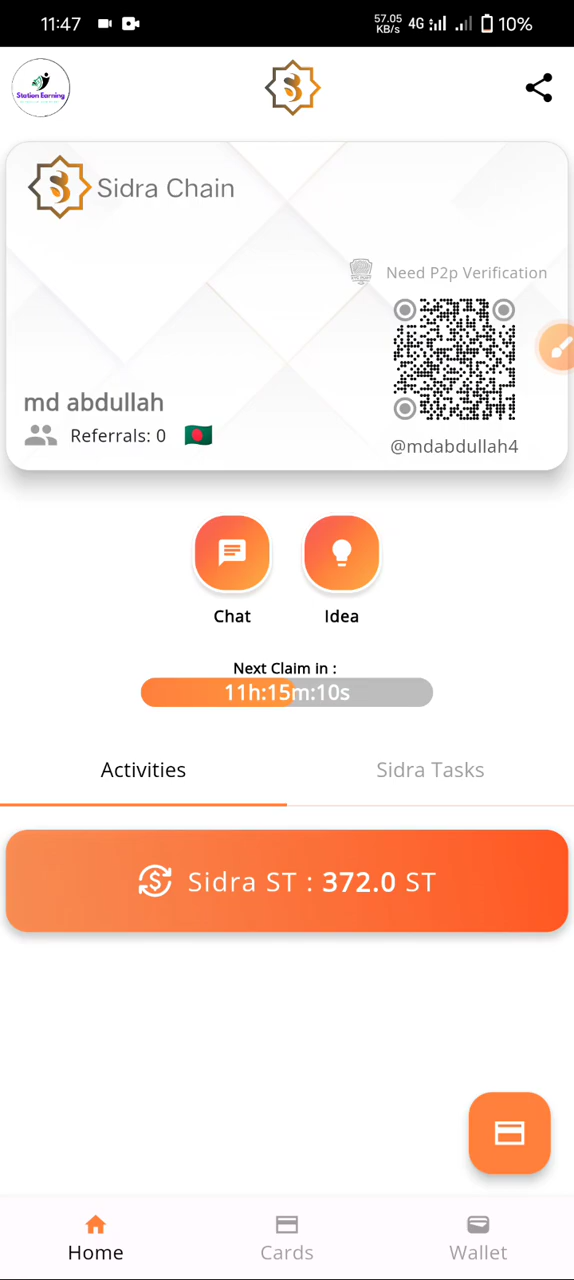 11:47
57.05
KB/s
4G
10%
Station Earning
Sidra Chain
Need P2p Verification
md abdullah
Referrals: 0
@mdabdullah4
Chat
Idea
Next Claim in :
11h:15m:10s
Activities
Sidra Tasks
Sidra ST : 372.0 ST
Home
Cards
Wallet